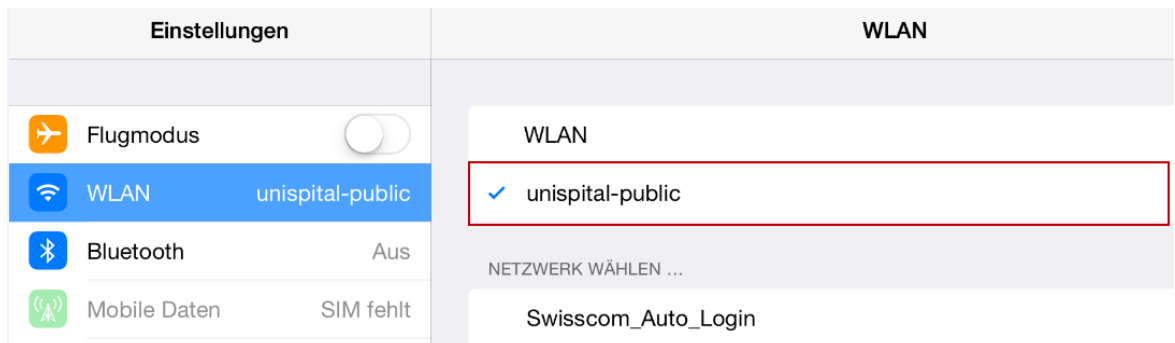 Einstellungen
Flugmodus
WLAN unispital-public
Bluetooth Aus
Mobile Daten SIM fehlt
WLAN
WLAN
unispital-public
NETZWERK WÄHLEN ...
Swisscom_Auto_Login